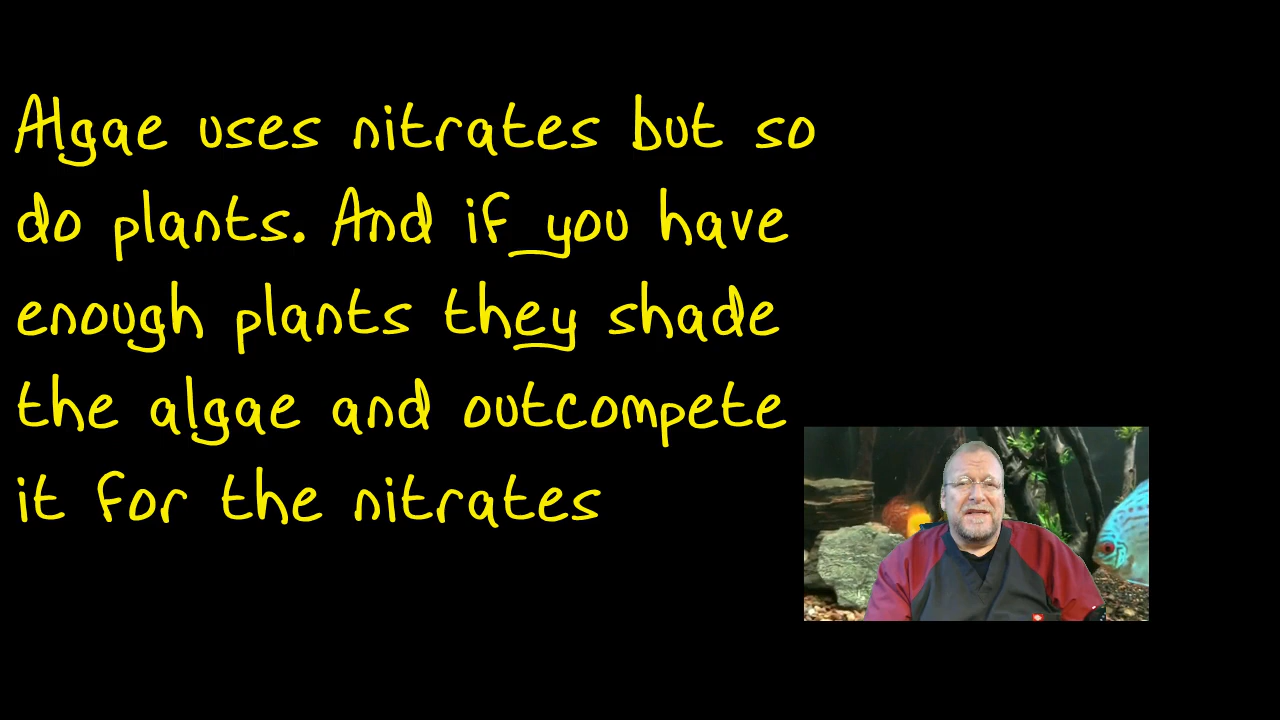 Algae uses nitrates but so
do plants. And if you have
enough plants they shade
the algae and outcompete
it for the nitrates